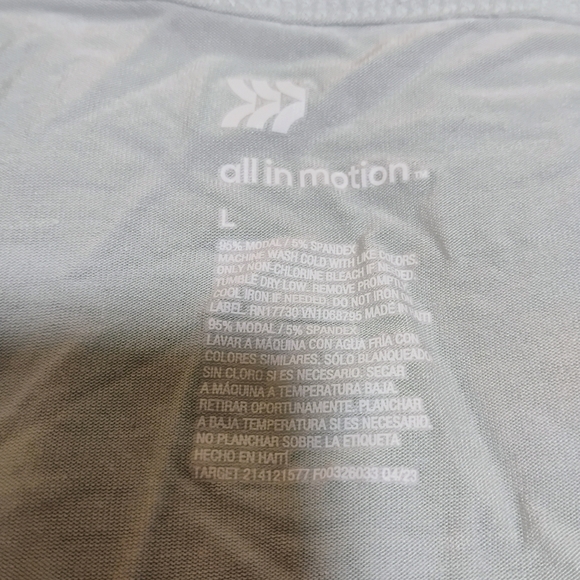 all in motion™
L
95% MODAL / 5% SPANDEX
MACHINE WASH COLD WITH LIKE COLORS.
ONLY NON-CHLORINE BLEACH IF NEEDED.
TUMBLE DRY LOW. REMOVE PROMPTLY.
COOL IRON IF NEEDED. DO NOT IRON
LABEL. RN17730 VN1068795 MADE IN HAITI
95% MODAL / 5% SPANDEX
LAVAR A MÁQUINA CON AGUA FRÍA CON
COLORES SIMILARES. SÓLO BLANQUEADOR
SIN CLORO SI ES NECESARIO. SECAR
A MÁQUINA A TEMPERATURA BAJA.
RETIRAR OPORTUNAMENTE. PLANCHAR
A BAJA TEMPERATURA SI ES NECESARIO.
NO PLANCHAR SOBRE LA ETIQUETA
HECHO EN HAITÍ
TARGET 214121577 F00326033 04/23